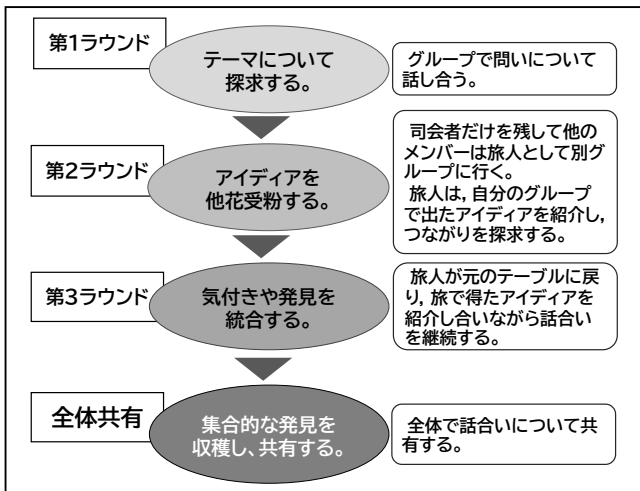 第1ラウンド
テーマについて
探求する。
グループで問いについて
話し合う。
第2ラウンド
アイディアを
他花受粉する。
司会者だけを残して他の
メンバーは旅人として別グ
ループに行く。
旅人は，自分のグループ
で出たアイディアを紹介し，
つながりを探求する。
第3ラウンド
気付きや発見を
統合する。
旅人が元のテーブルに戻
り，旅で得たアイディアを
紹介し合いながら話合い
を継続する。
全体共有
集合的な発見を
収穫し、共有する。
全体で話合いについて共
有する。